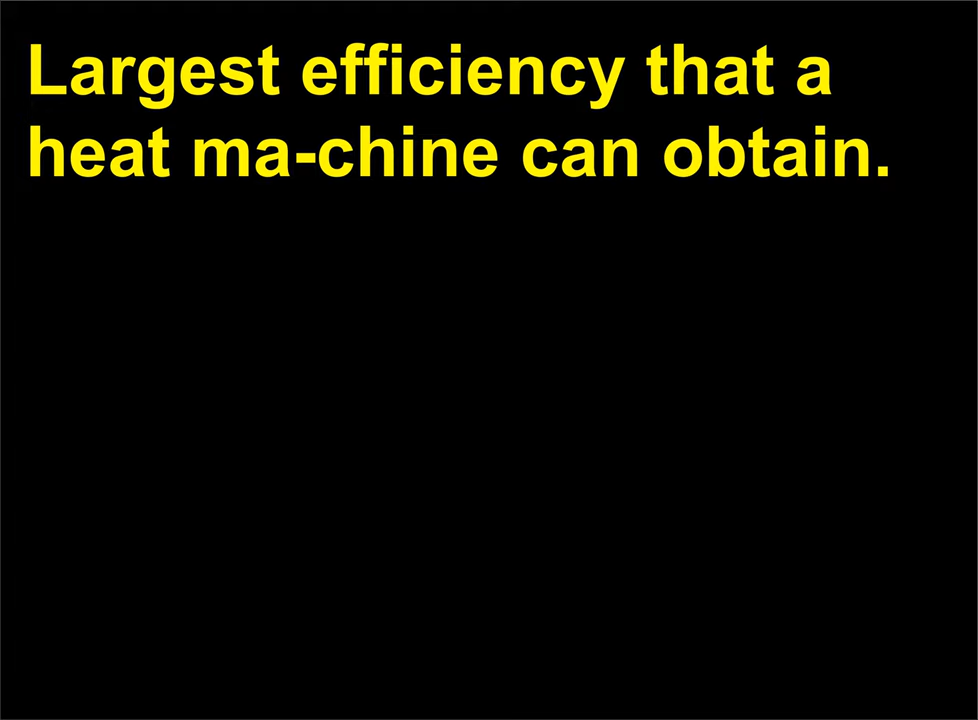 Largest efficiency that a
heat ma-chine can obtain.